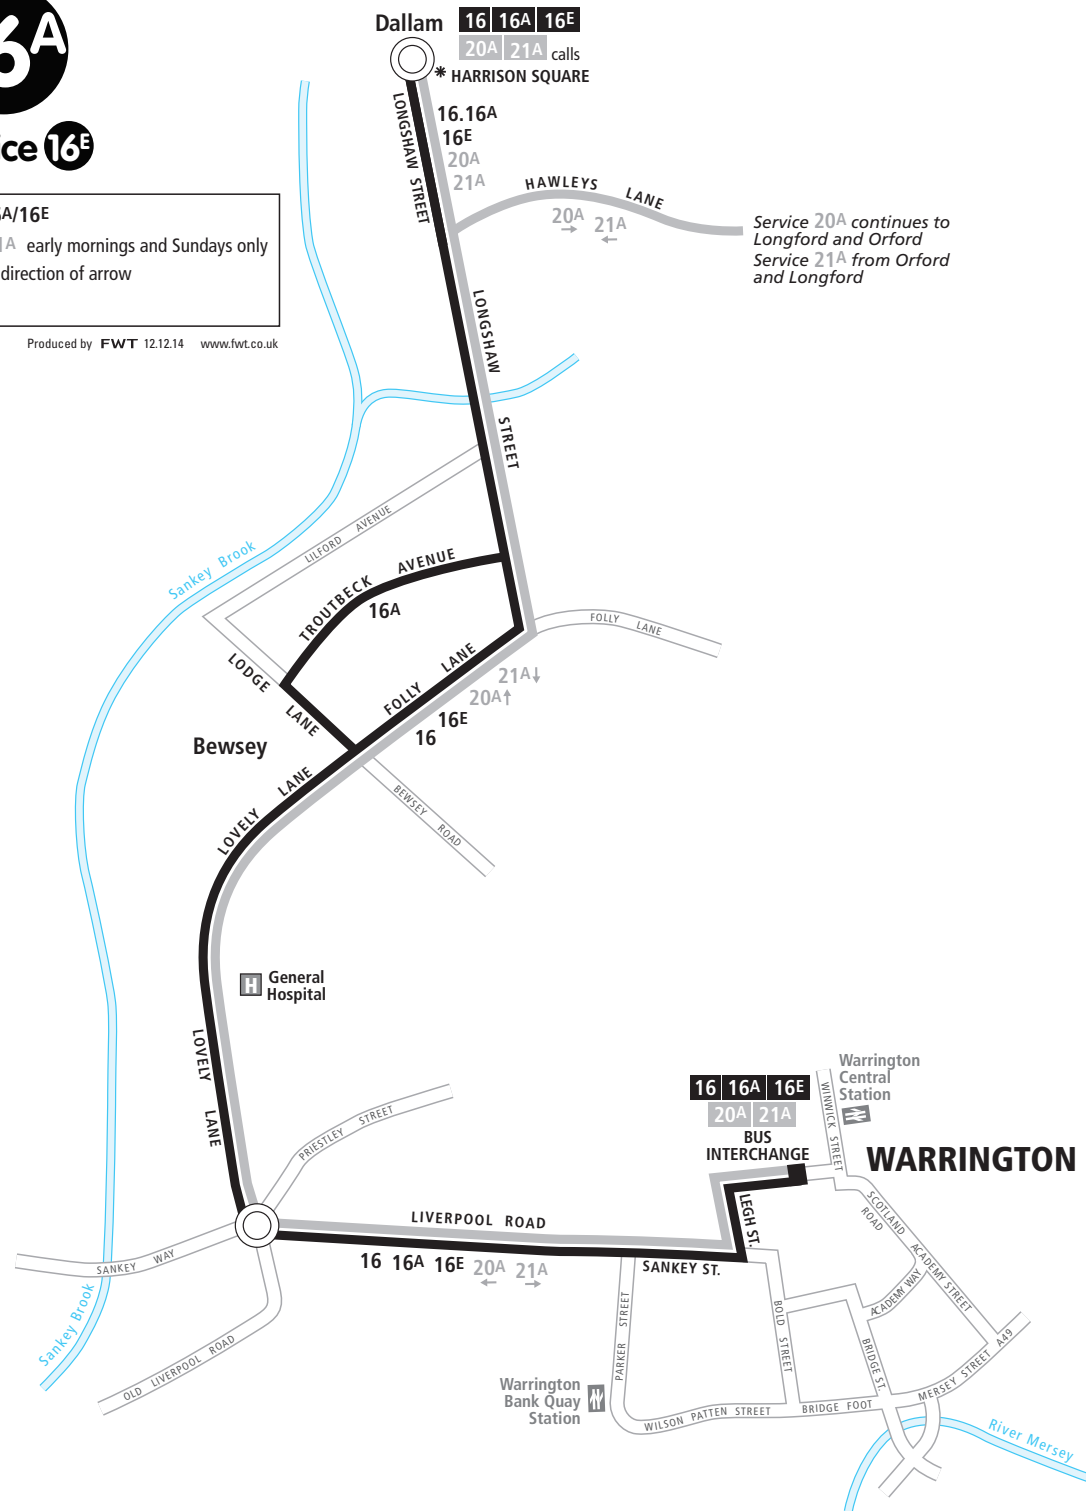 6A
ice 16E
6A/16E
1A early mornings and Sundays only
direction of arrow
Produced by FWT 12.12.14 www.fwt.co.uk
Dallam
16 16A 16E
20A 21A calls
* HARRISON SQUARE
LONGSHAW STREET
16.16A
16E
20A
21A
HAWLEYS LANE
20A → 21A ←
Service 20A continues to
Longford and Orford
Service 21A from Orford
and Longford
LONGSHAW STREET
Sankey Brook
LILFORD AVENUE
TROUTBECK AVENUE
16A
FOLLY LANE
LODGE LANE
FOLLY LANE
21A↓
20A↑
16E
16
Bewsey
LOVELY LANE
BEWSEY ROAD
H General
Hospital
LOVELY LANE
PRIESTLEY STREET
16 16A 16E
20A 21A
BUS
INTERCHANGE
Warrington
Central
Station
WINWICK STREET
WARRINGTON
LEGH ST.
SCOTLAND ROAD
LIVERPOOL ROAD
16 16A 16E 20A ← 21A →
SANKEY ST.
SANKEY WAY
Sankey Brook
OLD LIVERPOOL ROAD
ACADEMY WAY
ACADEMY STREET
PARKER STREET
BOLD STREET
BRIDGE ST.
MERSEY STREET A49
Warrington
Bank Quay
Station
WILSON PATTEN STREET
BRIDGE FOOT
River Mersey